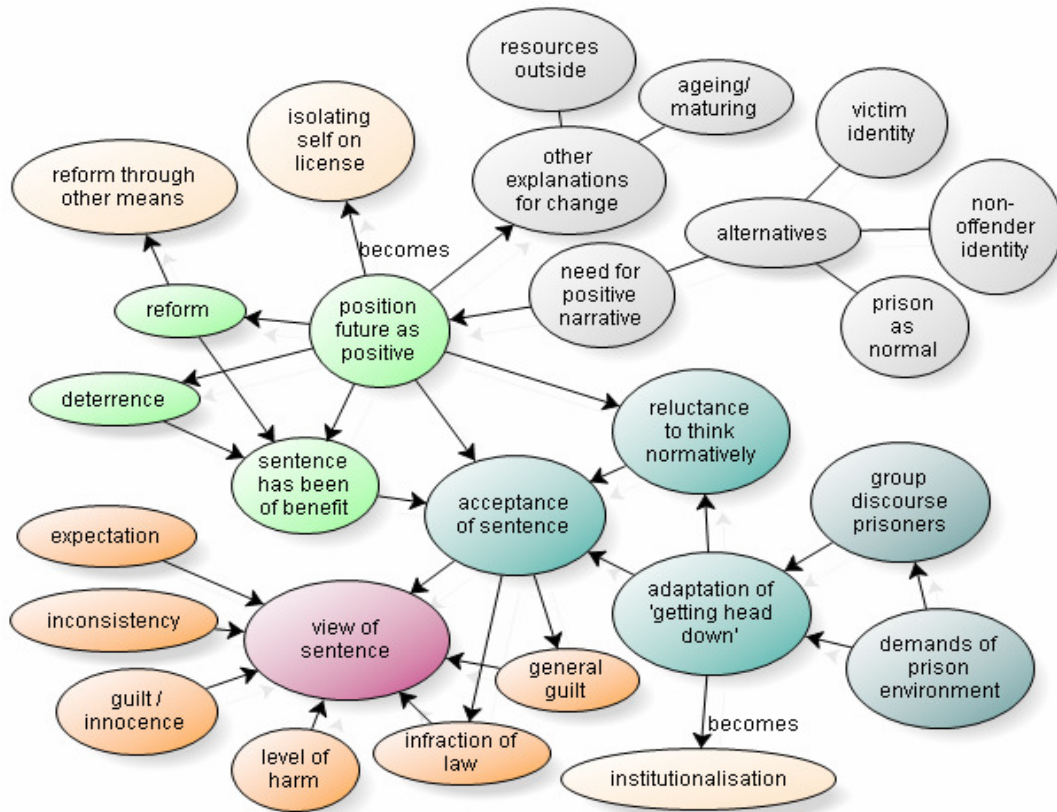 resources
outside
ageing/
maturing
victim
identity
isolating
self on
license
other
explanations
for change
reform through
other means
non-
offender
identity
alternatives
becomes
need for
positive
narrative
reform
position
future as
positive
prison
as
normal
deterrence
reluctance
to think
normatively
sentence
has been
of benefit
acceptance
of sentence
group
discourse
prisoners
expectation
adaptation of
'getting head
down'
inconsistency
view of
sentence
demands of
prison
environment
general
guilt
guilt /
innocence
becomes
infraction of
law
level of
harm
institutionalisation